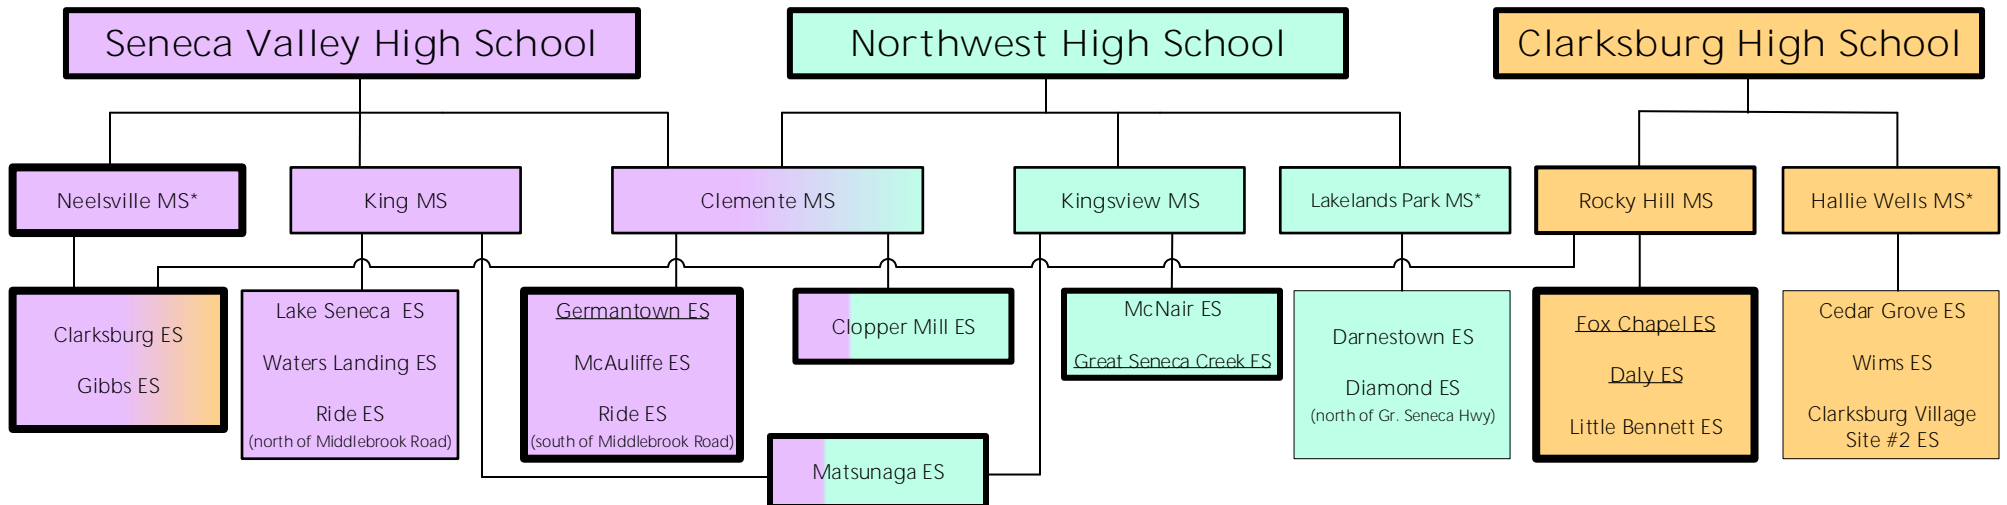 Seneca Valley High School
Northwest High School
Clarksburg High School
Neelsville MS*
King MS
Clemente MS
Kingsview MS
Lakelands Park MS*
Rocky Hill MS
Hallie Wells MS*
Clarksburg ES
Gibbs ES
Lake Seneca ES
Waters Landing ES
Ride ES
(north of Middlebrook Road)
Germantown ES
McAuliffe ES
Ride ES
(south of Middlebrook Road)
Clopper Mill ES
Matsunaga ES
McNair ES
Great Seneca Creek ES
Darnestown ES
Diamond ES
(north of Gr. Seneca Hwy)
Fox Chapel ES
Daly ES
Little Bennett ES
Cedar Grove ES
Wims ES
Clarksburg Village
Site #2 ES